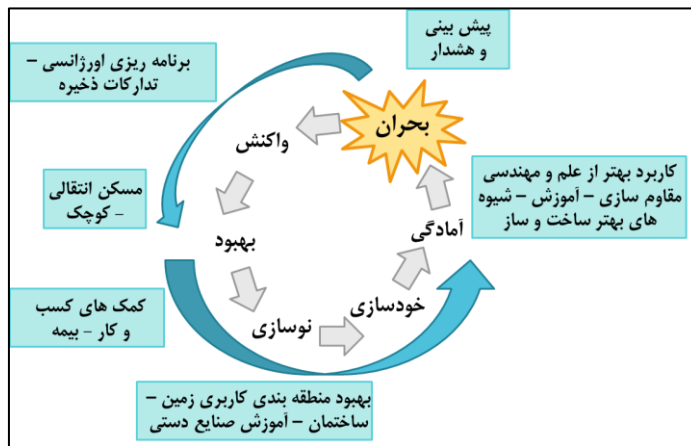 پیش بینی
و هشدار
برنامه ریزی اورژانسی –
تدارکات ذخیره
بحران
واکنش
کاربرد بهتر از علم و مهندسی
مقاوم سازی – آموزش – شیوه
های بهتر ساخت و ساز
مسکن انتقالی
- کوچک
آمادگی
بهبود
خودسازی
نوسازی
کمک های کسب
و کار – بیمه
بهبود منطقه بندی کاربری زمین –
ساختمان – آموزش صنایع دستی